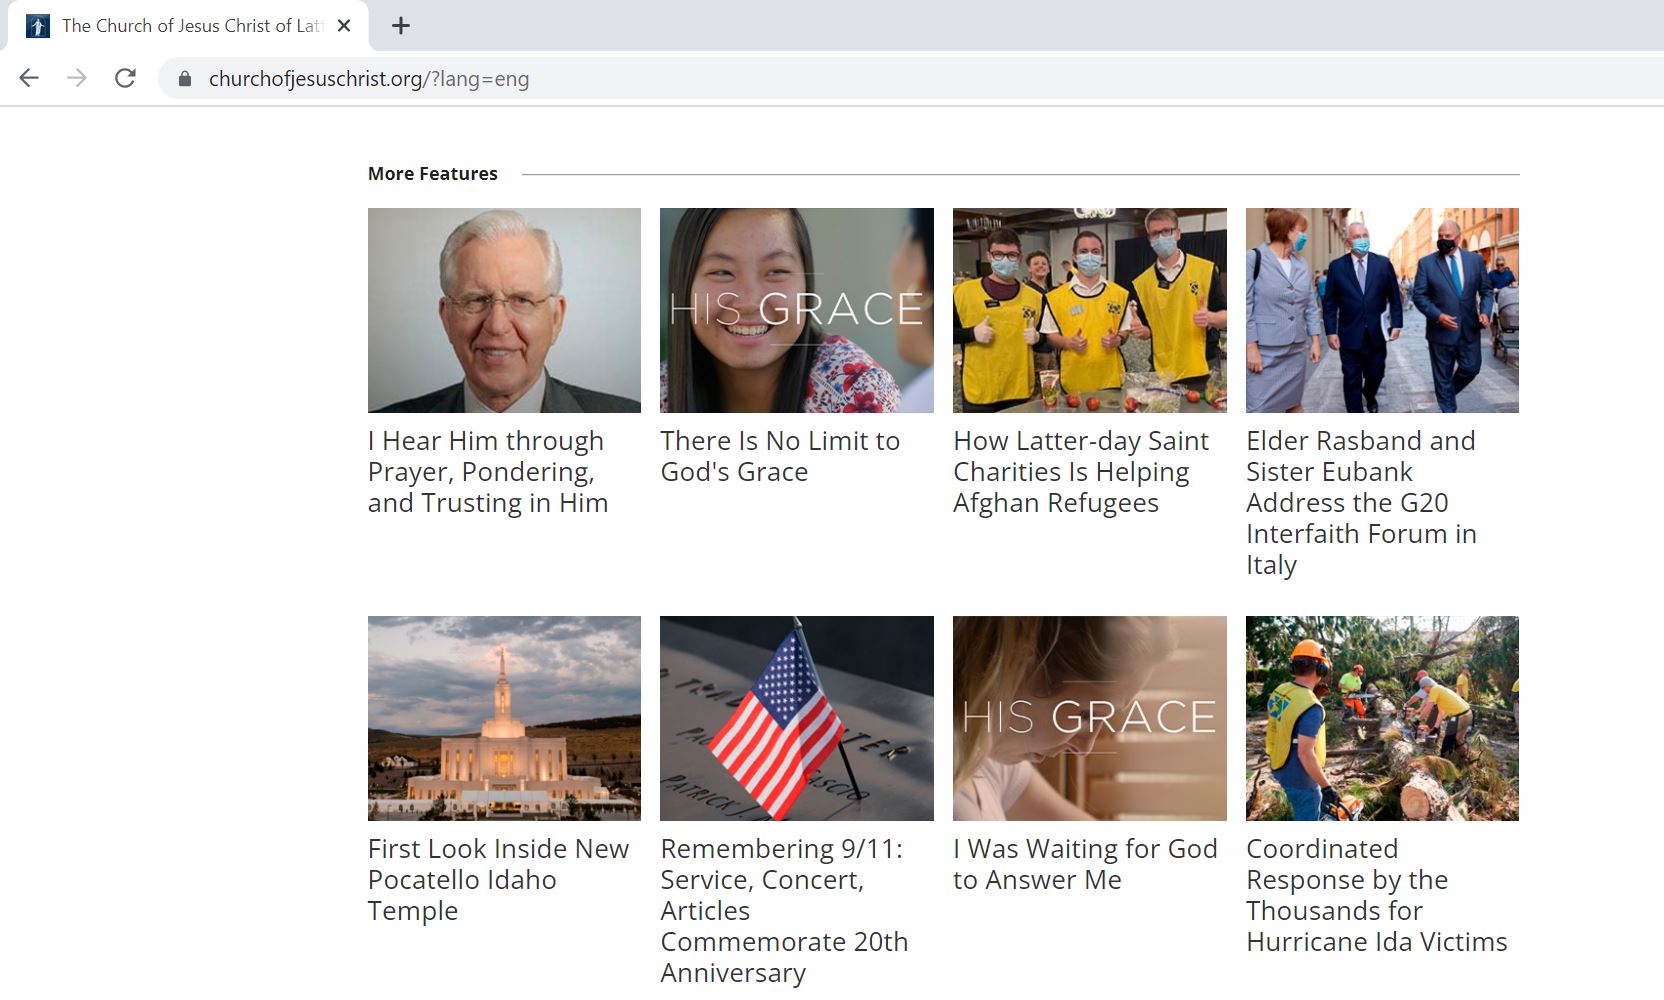 The Church of Jesus Christ of Lat
churchofjesuschrist.org/?lang=eng
More Features
HIS GRACE
I Hear Him through
Prayer, Pondering,
and Trusting in Him
There Is No Limit to
God's Grace
How Latter-day Saint
Charities Is Helping
Afghan Refugees
Elder Rasband and
Sister Eubank
Address the G20
Interfaith Forum in
Italy
PATRICK J.
HIS GRACE
First Look Inside New
Pocatello Idaho
Temple
Remembering 9/11:
Service, Concert,
Articles
Commemorate 20th
Anniversary
I Was Waiting for God
to Answer Me
Coordinated
Response by the
Thousands for
Hurricane Ida Victims